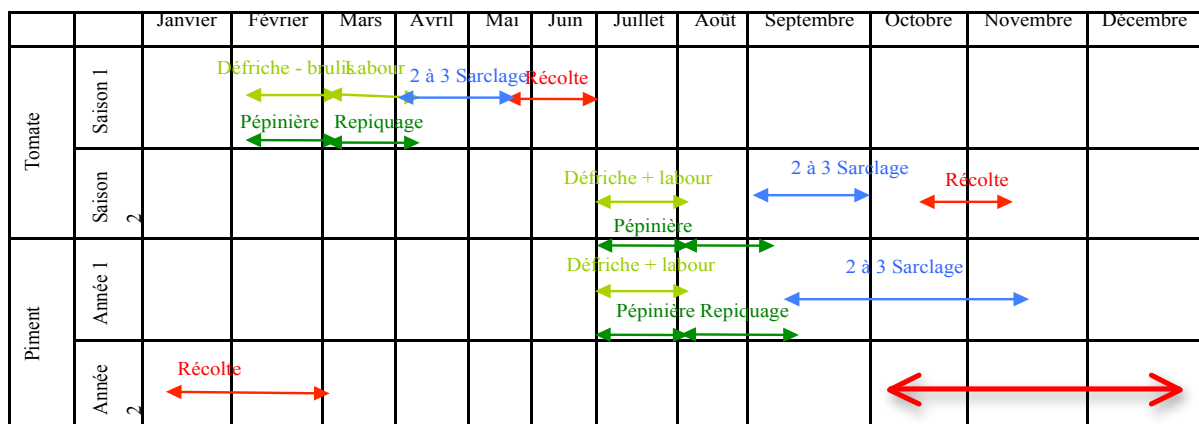 Janvier Février Mars Avril Mai Juin Juillet Août Septembre Octobre Novembre Décembre
Tomate
Saison 1
Défriche - brulis Labour 2 à 3 Sarclage Récolte
Pépinière Repiquage
Saison 2
Défriche + labour 2 à 3 Sarclage Récolte
Pépinière
Piment
Année 1
Défriche + labour 2 à 3 Sarclage
Pépinière Repiquage
Année 2
Récolte